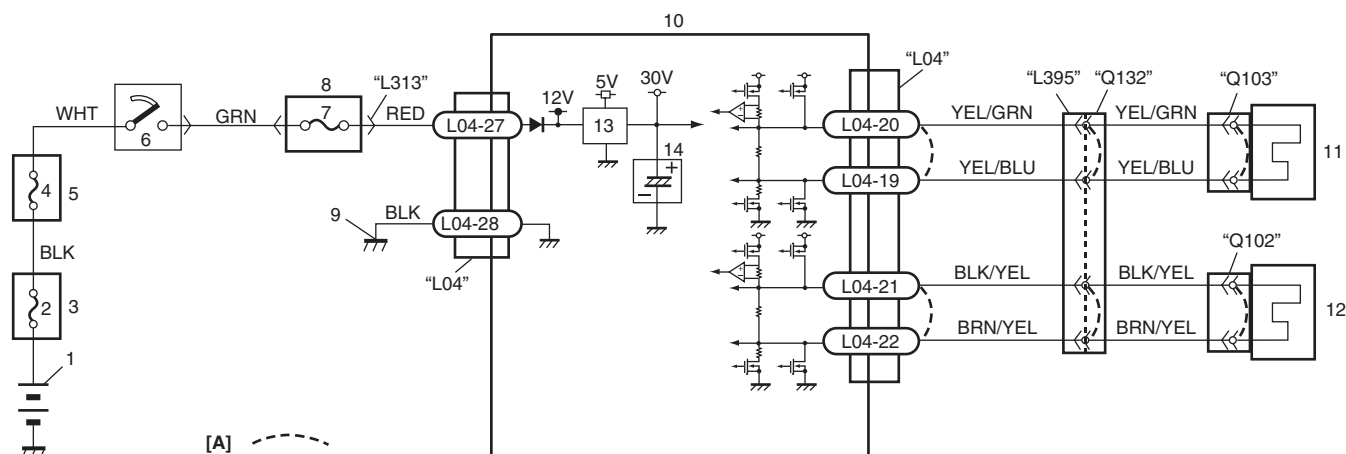 10
8
"L313"
5V
30V
"L04"
"L395" "Q132"
"Q103"
WHT
GRN
7
RED
L04-27
12V
13
L04-20
YEL/GRN
YEL/GRN
6
11
4
5
14
+
−
L04-19
YEL/BLU
YEL/BLU
9
BLK
L04-28
BLK
"L04"
"Q102"
L04-21
BLK/YEL
BLK/YEL
2
3
12
L04-22
BRN/YEL
BRN/YEL
1
[A]